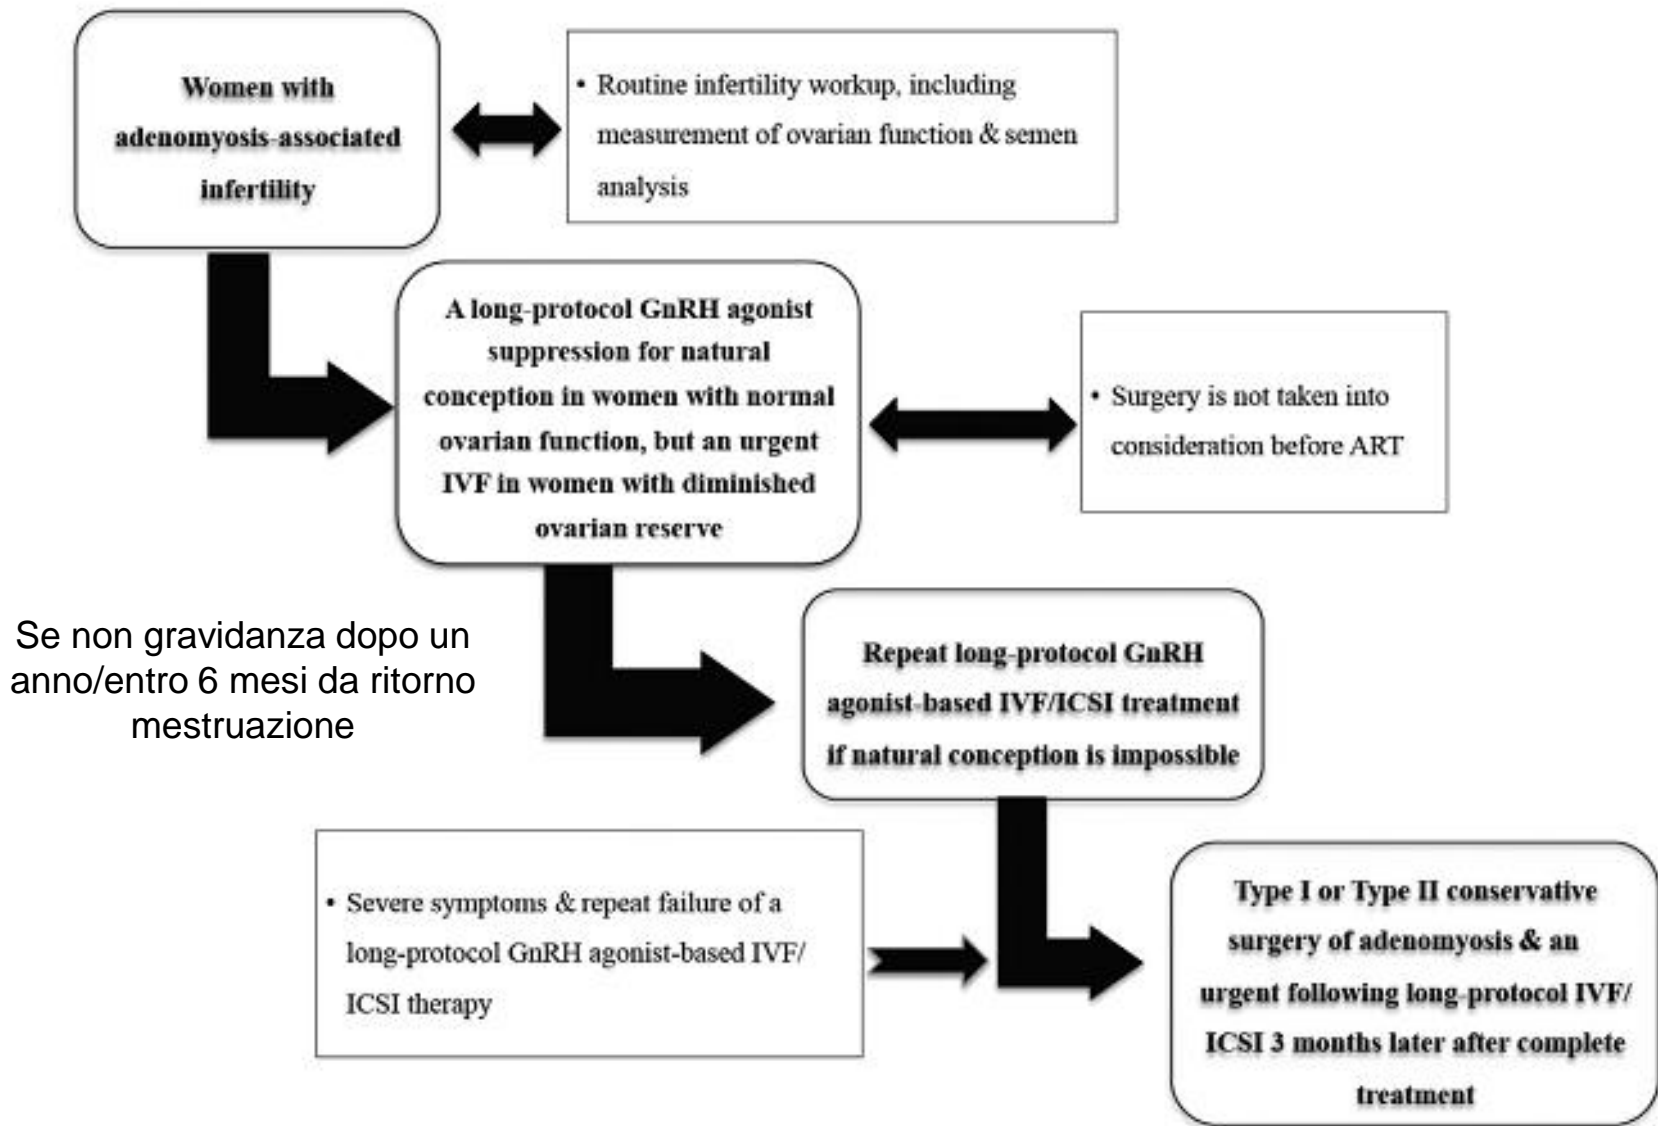 Women with
adenomyosis-associated
infertility
• Routine infertility workup, including
measurement of ovarian function & semen
analysis
A long-protocol GnRH agonist
suppression for natural
conception in women with normal
ovarian function, but an urgent
IVF in women with diminished
ovarian reserve
• Surgery is not taken into
consideration before ART
Se non gravidanza dopo un
anno/entro 6 mesi da ritorno
mestruazione
Repeat long-protocol GnRH
agonist-based IVF/ICSI treatment
if natural conception is impossible
• Severe symptoms & repeat failure of a
long-protocol GnRH agonist-based IVF/
ICSI therapy
Type I or Type II conservative
surgery of adenomyosis & an
urgent following long-protocol IVF/
ICSI 3 months later after complete
treatment